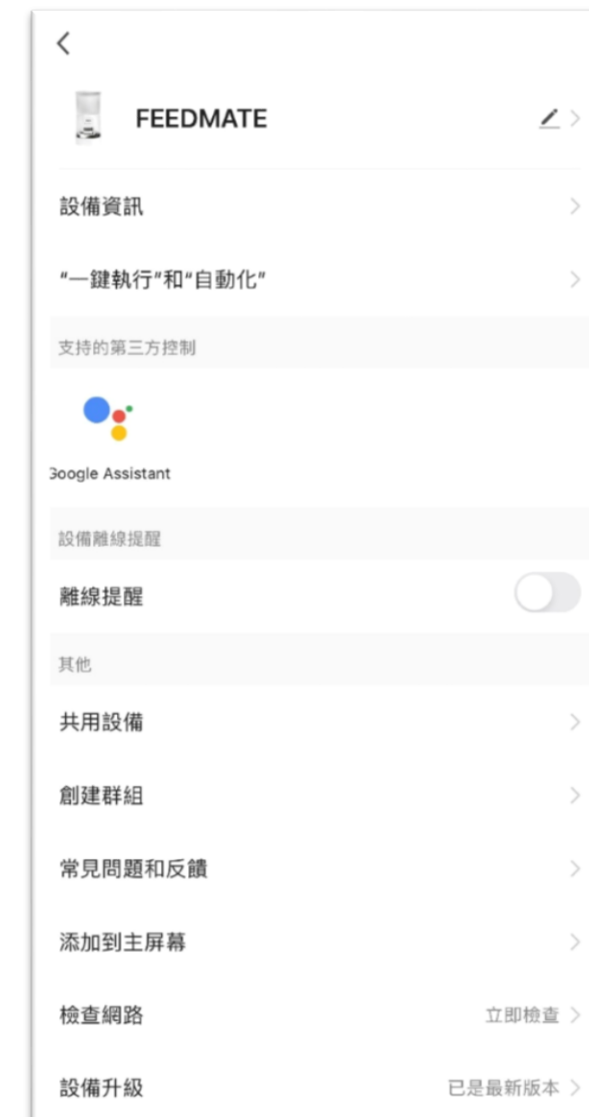 FEEDMATE
設備資訊
“一鍵執行”和“自動化”
支持的第三方控制
Google Assistant
設備離線提醒
離線提醒
其他
共用設備
創建群組
常見問題和反饋
添加到主屏幕
檢查網路 立即檢查
設備升級 已是最新版本